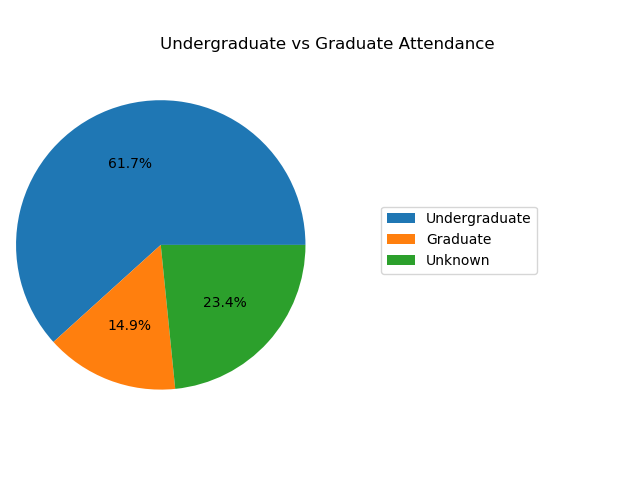 Undergraduate vs Graduate Attendance
61.7%
14.9%
23.4%
Undergraduate
Graduate
Unknown